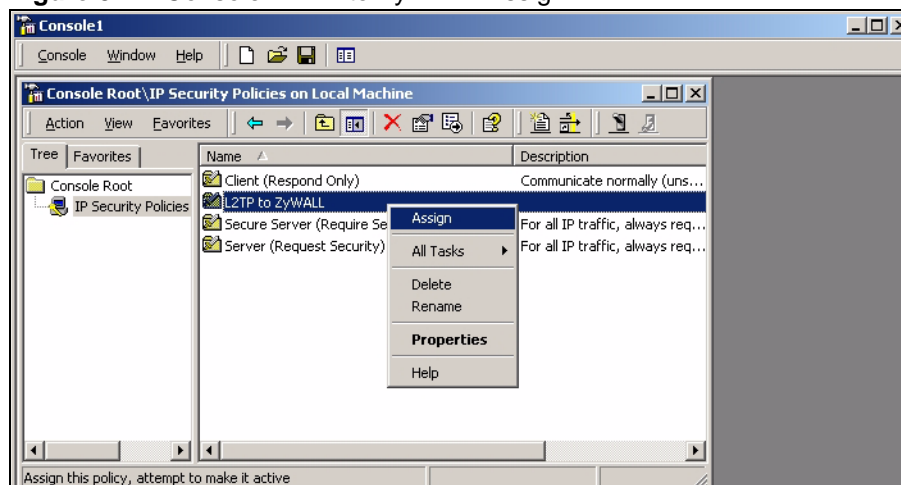 Console1
Console Window Help
Console Root\IP Security Policies on Local Machine
Action View Favorites
Tree Favorites
Name Description
Console Root
IP Security Policies
Client (Respond Only) Communicate normally (uns...
L2TP to ZyWALL
Secure Server (Require Se For all IP traffic, always req...
Server (Request Security) For all IP traffic, always req...
Assign
All Tasks
Delete
Rename
Properties
Help
Assign this policy, attempt to make it active